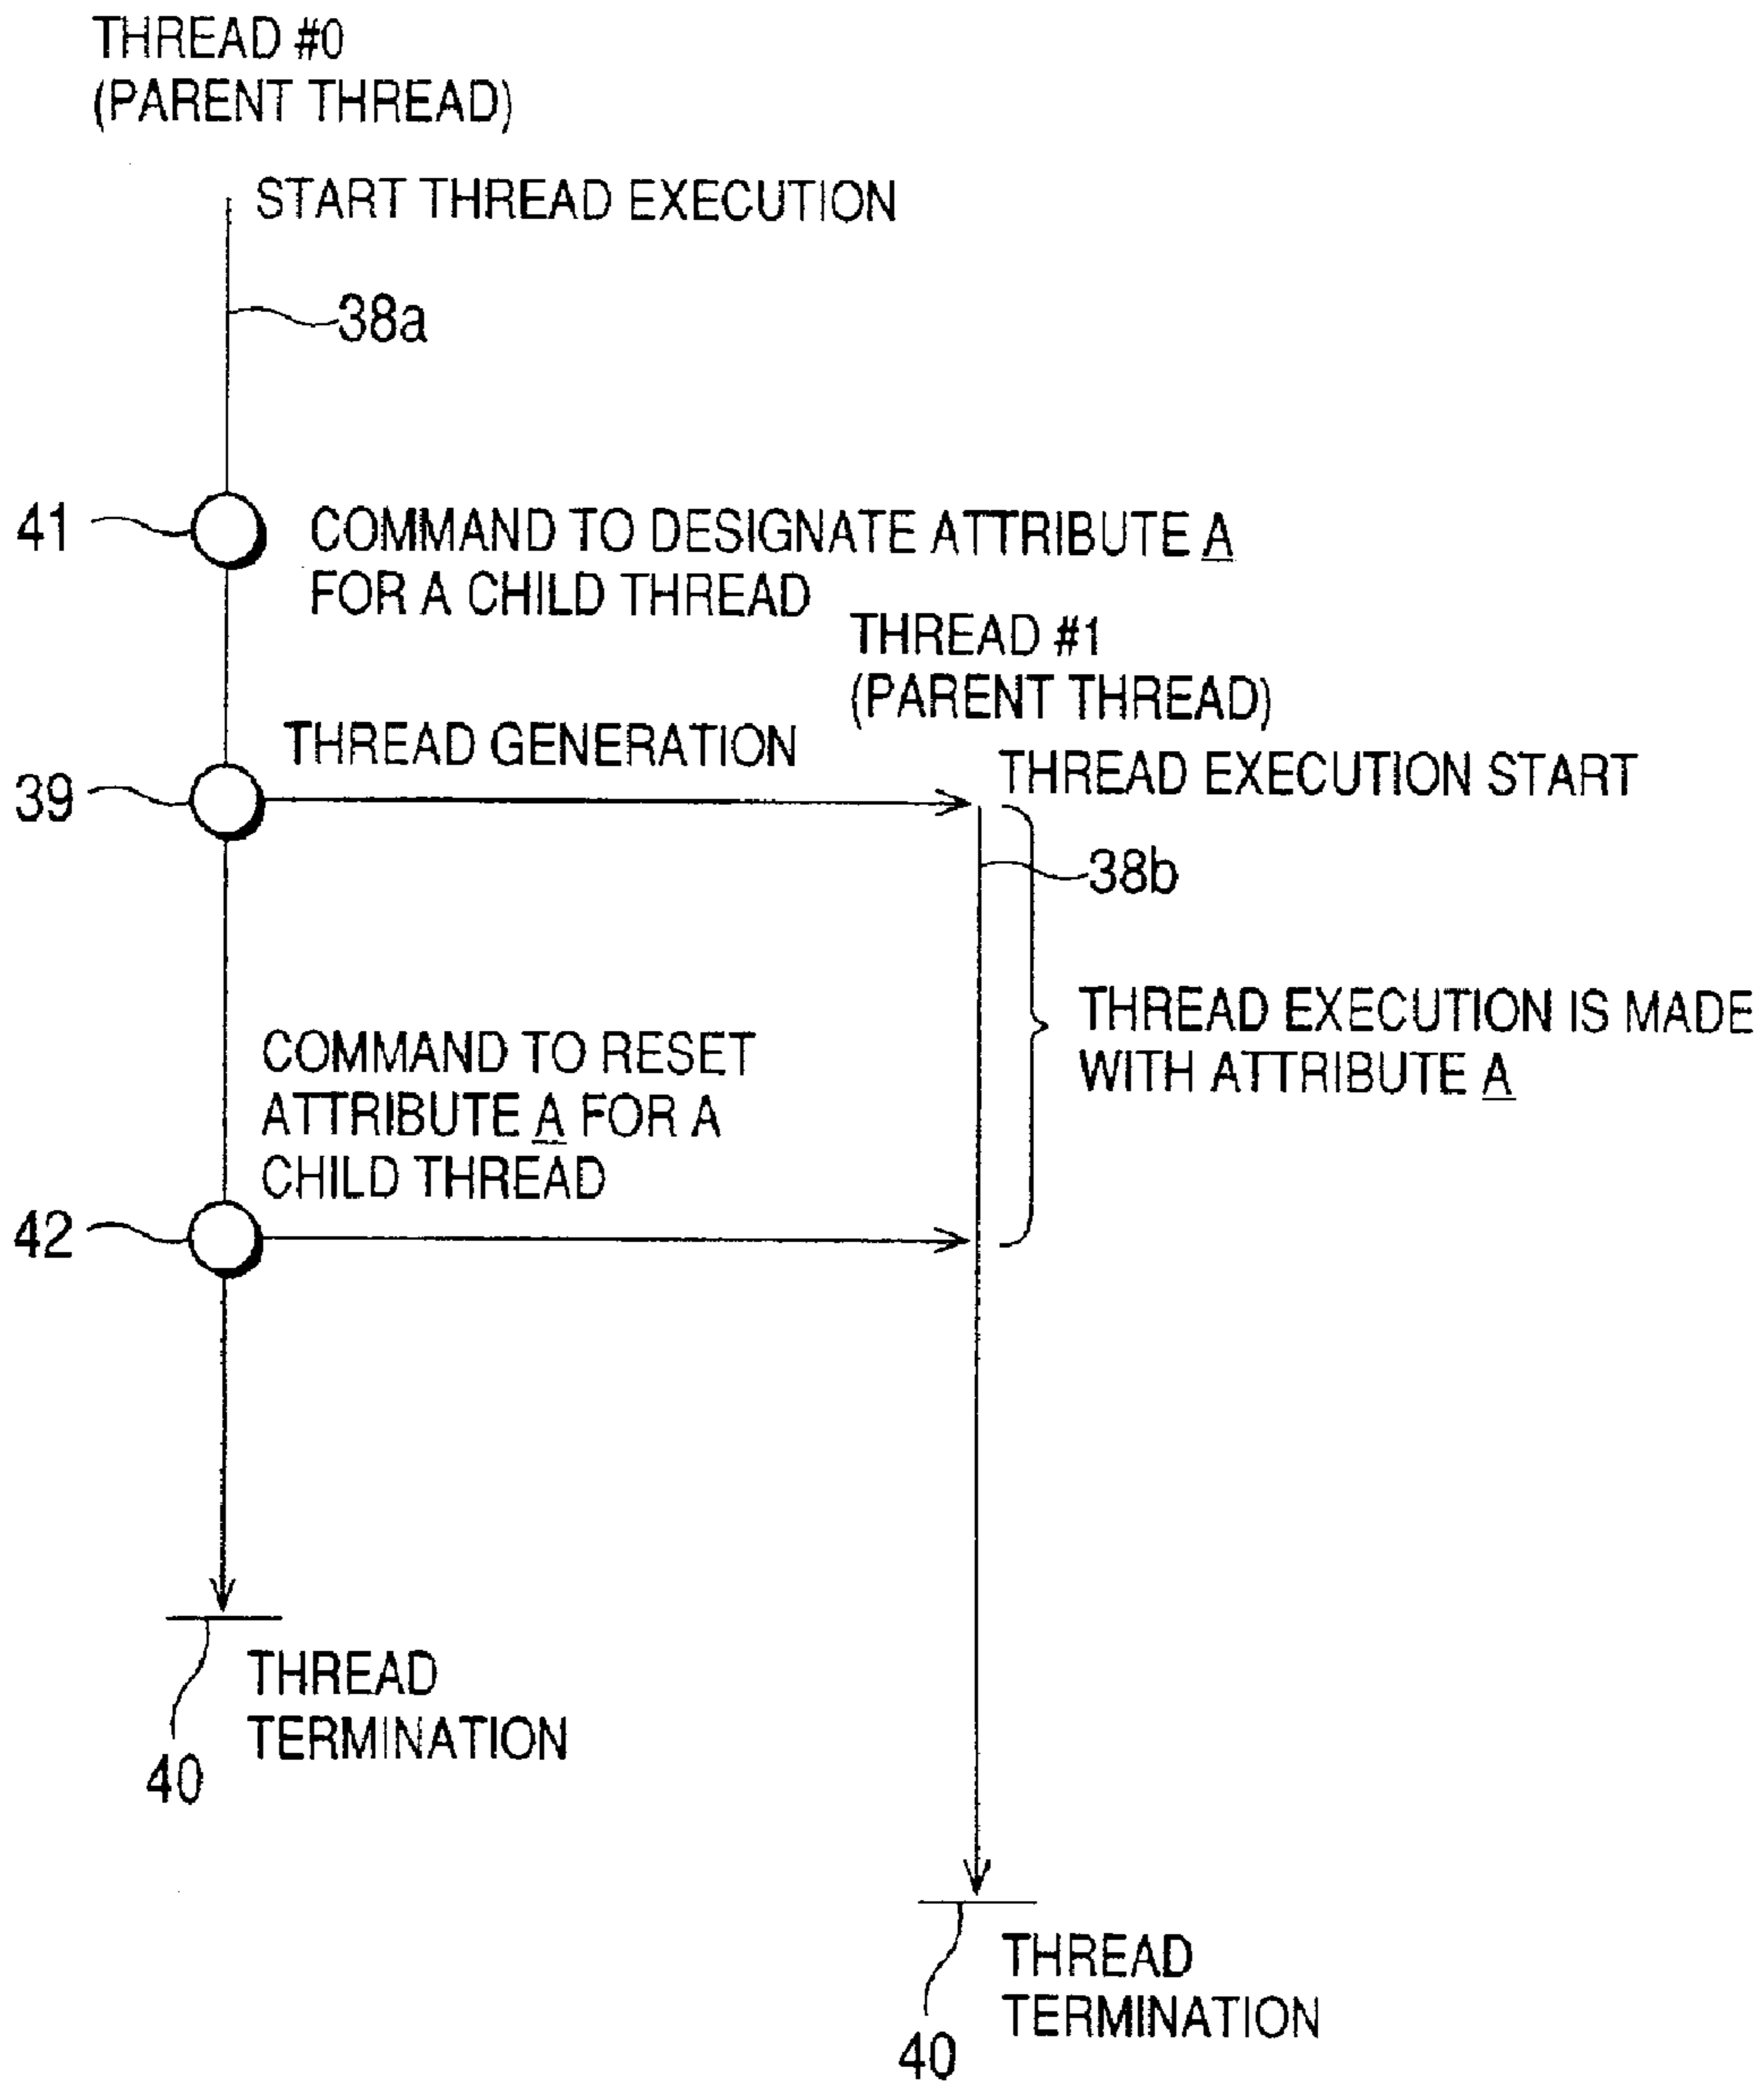 THREAD #0
(PARENT THREAD)
START THREAD EXECUTION
38a
41
COMMAND TO DESIGNATE ATTRIBUTE A
FOR A CHILD THREAD
THREAD #1
(PARENT THREAD)
THREAD GENERATION
THREAD EXECUTION START
39
38b
THREAD EXECUTION IS MADE
WITH ATTRIBUTE A
COMMAND TO RESET
ATTRIBUTE A FOR A
CHILD THREAD
42
THREAD
TERMINATION
40
THREAD
TERMINATION
40